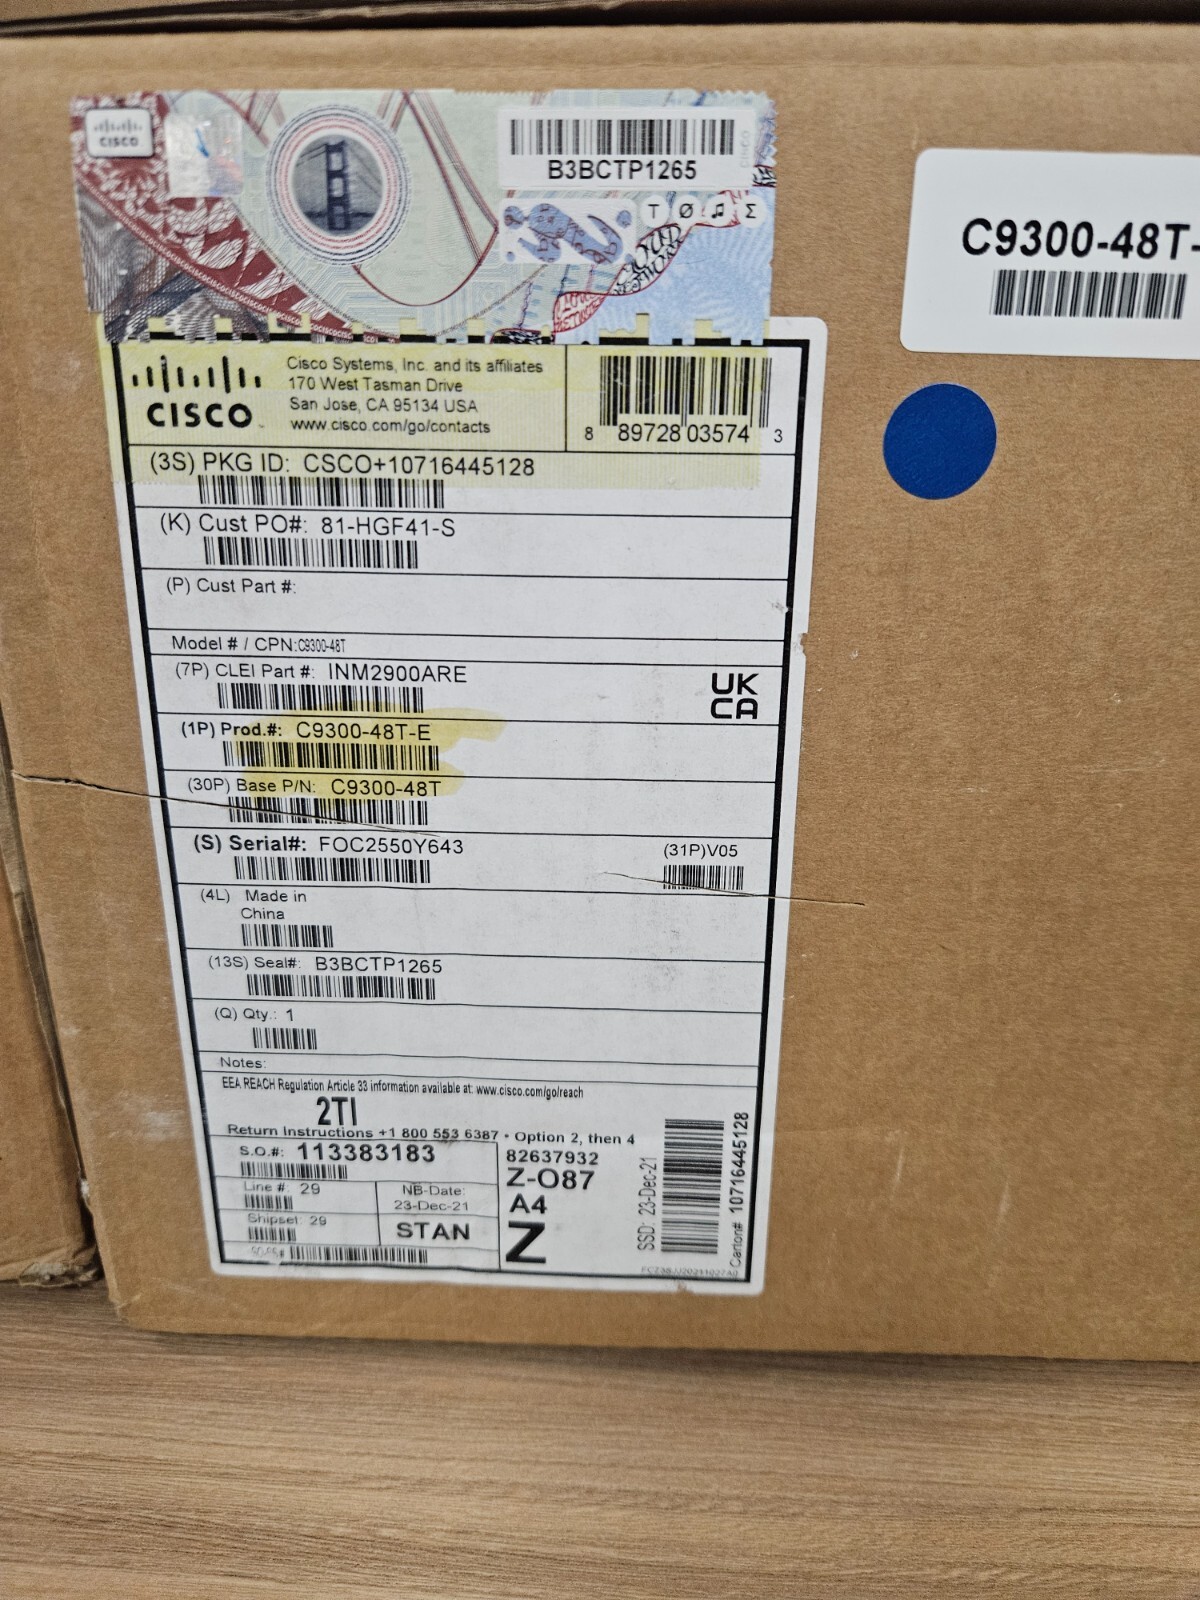 CISCO
B3BCTP1265
CISCO
T Ø ♫ Σ
C9300-48T-
CISCO
Cisco Systems, Inc. and its affiliates
170 West Tasman Drive
San Jose, CA 95134 USA
www.cisco.com/go/contacts
8 89728 03574 3
(3S) PKG ID: CSCO+10716445128
(K) Cust PO#: 81-HGF41-S
(P) Cust Part #:
Model # / CPN:C9300-48T
(7P) CLEI Part #: INM2900ARE
UK
CA
(1P) Prod.#: C9300-48T-E
(30P) Base P/N: C9300-48T
(S) Serial#: FOC2550Y643
(31P)V05
(4L) Made in
China
(13S) Seal#: B3BCTP1265
(Q) Qty.: 1
Notes:
EEA REACH Regulation Article 33 information available at: www.cisco.com/go/reach
2TI
Return Instructions +1 800 553 6387 • Option 2, then 4
S.O.#: 113383183
82637932
Line #: 29
NB-Date:
23-Dec-21
Z-O87
A4
Shipset: 29
STAN
Z
SSD: 23-Dec-21
Carton# 10716445128